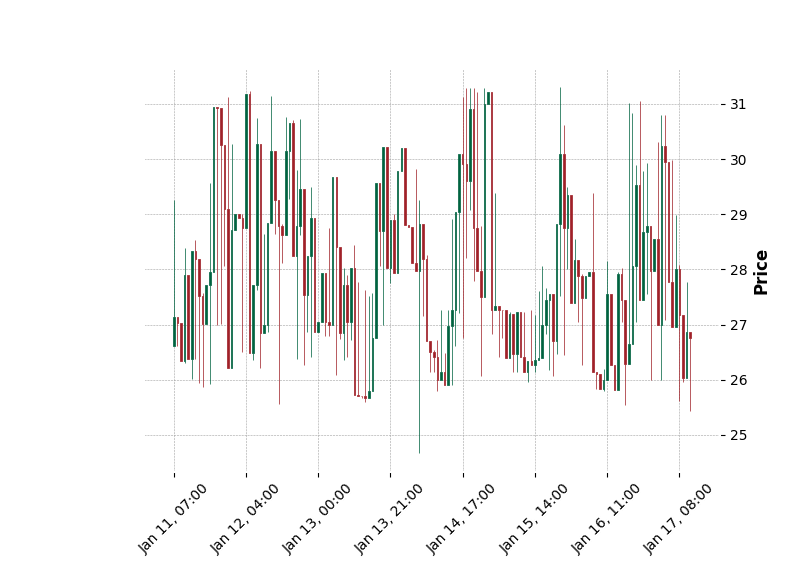 31
30
29
28
27
26
25
Price
Jan 11, 07:00
Jan 12, 04:00
Jan 13, 00:00
Jan 13, 21:00
Jan 14, 17:00
Jan 15, 14:00
Jan 16, 11:00
Jan 17, 08:00